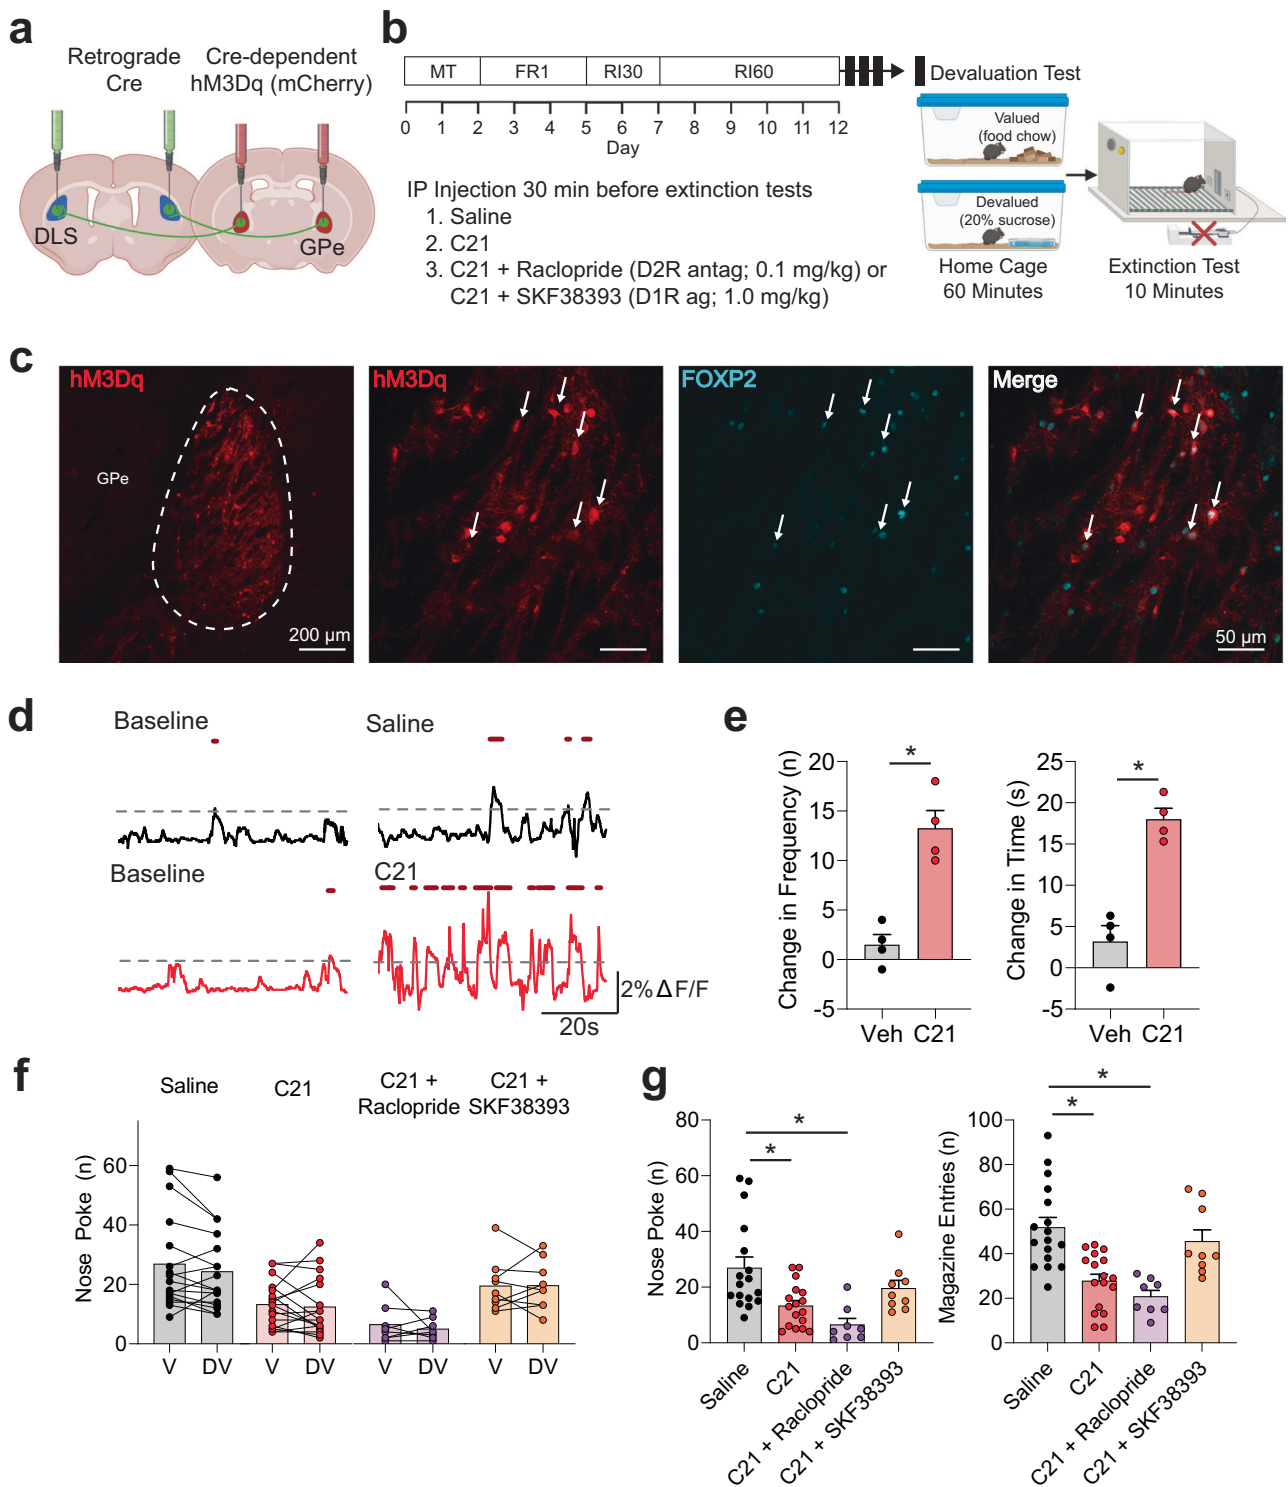 a
Retrograde
Cre
Cre-dependent
hM3Dq (mCherry)
DLS
GPe
b
MT FR1 RI30 RI60
Devaluation Test
0 1 2 3 4 5 6 7 8 9 10 11 12
Day
IP Injection 30 min before extinction tests
1. Saline
2. C21
3. C21 + Raclopride (D2R antag; 0.1 mg/kg) or
C21 + SKF38393 (D1R ag; 1.0 mg/kg)
Valued
(food chow)
Devalued
(20% sucrose)
Home Cage
60 Minutes
Extinction Test
10 Minutes
c
hM3Dq
GPe
200 µm
hM3Dq
FOXP2
Merge
50 µm
d
Baseline
Saline
Baseline
C21
2% ΔF/F
20s
e
Change in Frequency (n)
20
15
10
5
0
-5
Veh C21
*
Change in Time (s)
25
20
15
10
5
0
-5
Veh C21
*
f
Saline
C21
C21 +
Raclopride
C21 +
SKF38393
Nose Poke (n)
60
40
20
0
V DV V DV V DV V DV
g
Nose Poke (n)
80
60
40
20
0
*
*
Saline
C21
C21 + Raclopride
C21 + SKF38393
Magazine Entries (n)
100
80
60
40
20
0
*
*
Saline
C21
C21 + Raclopride
C21 + SKF38393